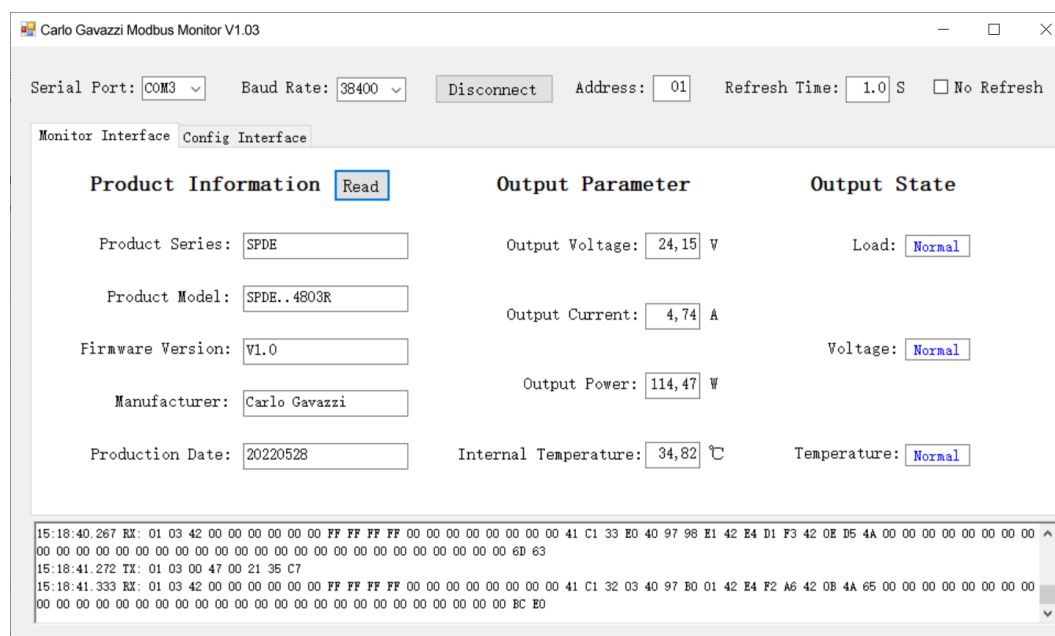 Carlo Gavazzi Modbus Monitor V1.03
Serial Port: COM3 Baud Rate: 38400 Disconnect Address: 01 Refresh Time: 1.0 S No Refresh
Monitor Interface Config Interface
Product Information Read Output Parameter Output State
Product Series: SPDE Output Voltage: 24,15 V Load: Normal
Product Model: SPDE..4803R Output Current: 4,74 A
Firmware Version: V1.0 Voltage: Normal
Manufacturer: Carlo Gavazzi Output Power: 114,47 W
Production Date: 20220528 Internal Temperature: 34,82 ℃ Temperature: Normal
15:18:40.267 RX: 01 03 42 00 00 00 00 00 00 FF FF FF FF 00 00 00 00 00 00 00 00 41 C1 33 E0 40 97 98 E1 42 E4 D1 F3 42 0E D5 4A 00 00 00 00 00 00 00 00
00 00 00 00 00 00 00 00 00 00 00 00 00 00 00 00 00 00 00 00 00 00 00 00 6D 63
15:18:41.272 TX: 01 03 00 47 00 21 35 C7
15:18:41.333 RX: 01 03 42 00 00 00 00 00 00 FF FF FF FF 00 00 00 00 00 00 00 00 41 C1 32 03 40 97 B0 01 42 E4 F2 A6 42 0B 4A 65 00 00 00 00 00 00 00 00
00 00 00 00 00 00 00 00 00 00 00 00 00 00 00 00 00 00 00 00 00 00 00 00 BC E0